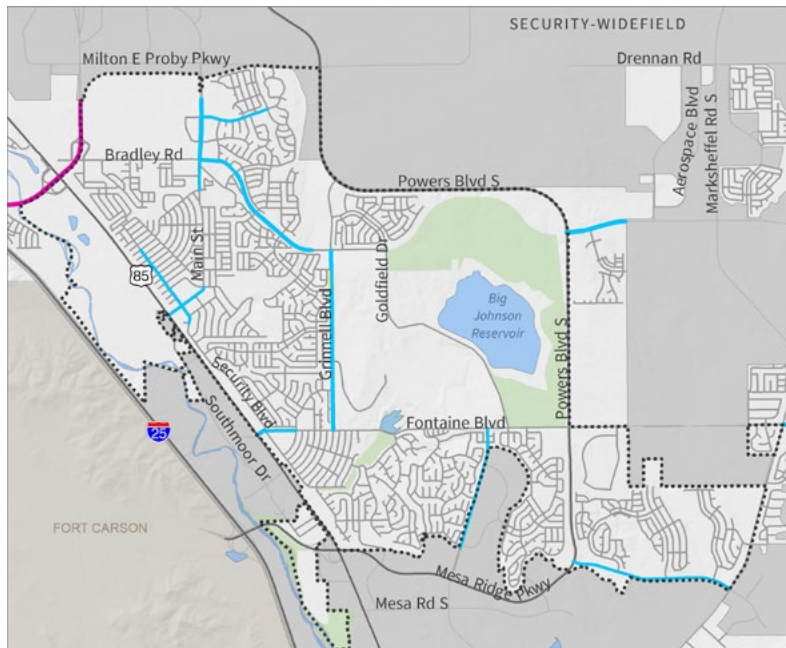 SECURITY-WIDEFIELD
Milton E Proby Pkwy
Drennan Rd
Aerospace Blvd
Marksheffel Rd S
Bradley Rd
Powers Blvd S
Main St
Goldfield Dr
85
Grinnell Blvd
Big
Johnson
Reservoir
Powers Blvd S
Security Blvd
Southmoor Dr
Fontaine Blvd
25
FORT CARSON
Mesa Ridge Pkwy
Mesa Rd S